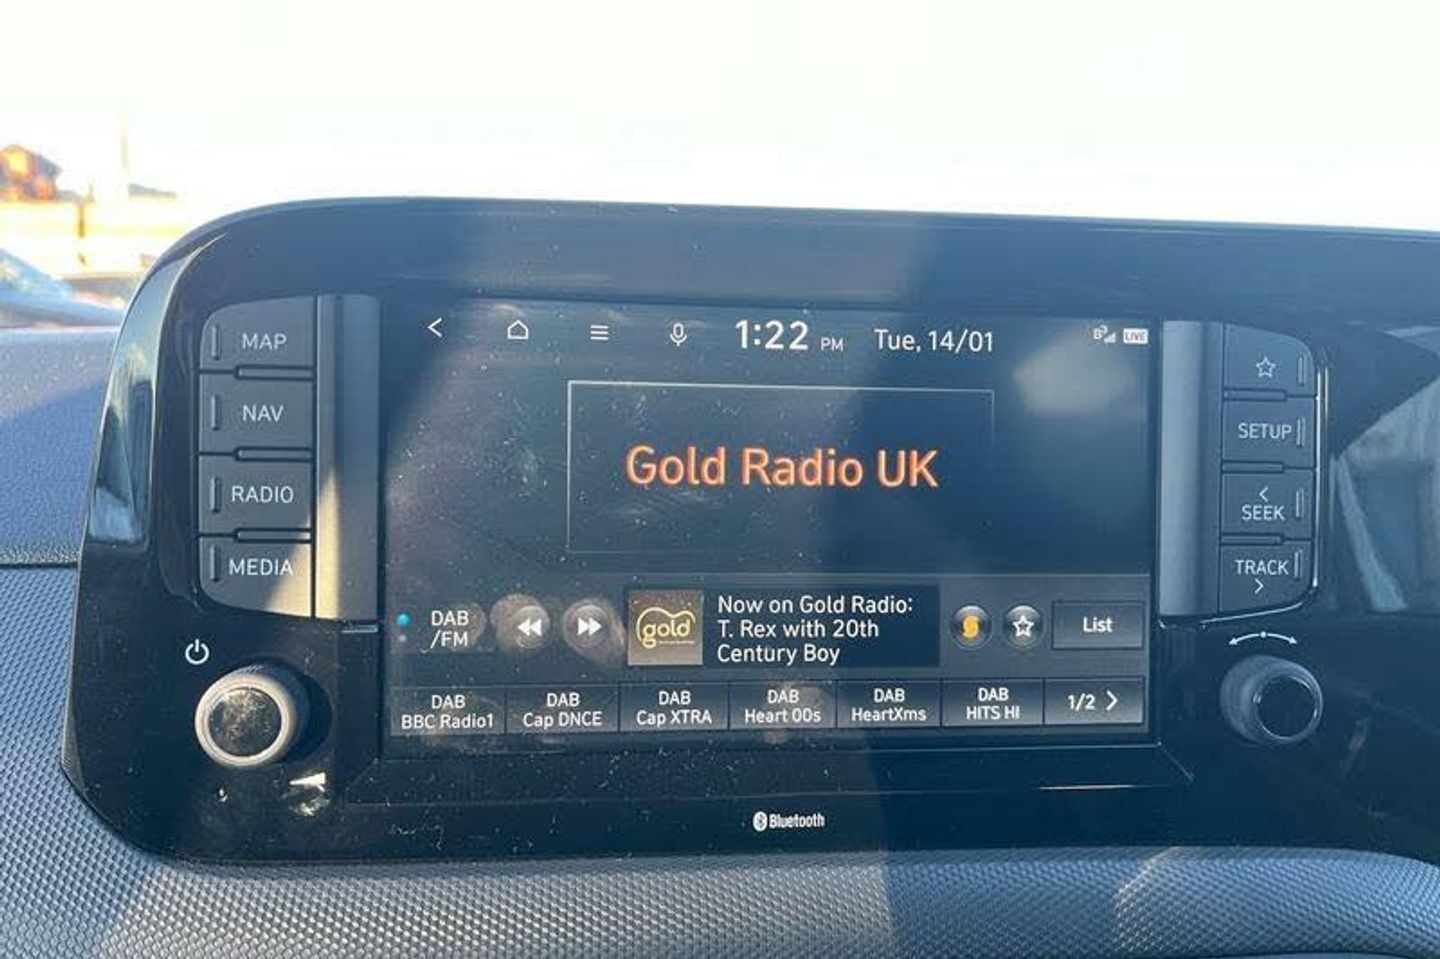 1:22 PM Tue, 14/01
LIVE
MAP
NAV
RADIO
MEDIA
SETUP
SEEK
TRACK
Gold Radio UK
DAB
/FM
gold
Now on Gold Radio:
T. Rex with 20th
Century Boy
List
DAB
BBC Radio1
DAB
Cap DNCE
DAB
Cap XTRA
DAB
Heart 00s
DAB
HeartXms
DAB
HITS HI
1/2
Bluetooth